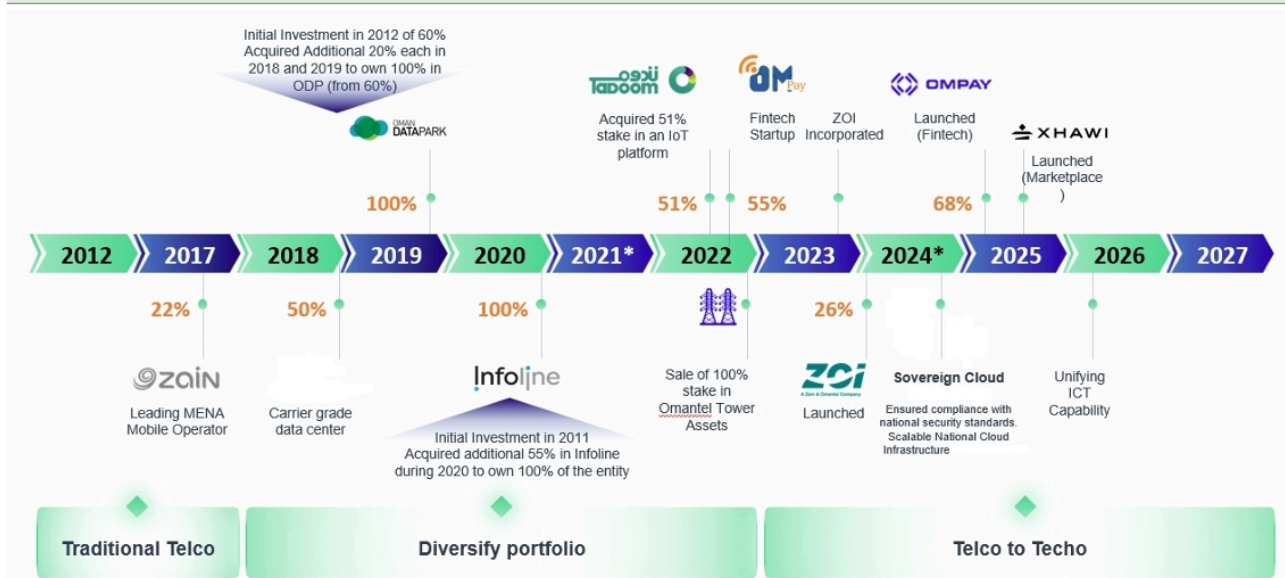 Initial Investment in 2012 of 60%
Acquired Additional 20% each in
2018 and 2019 to own 100% in
ODP (from 60%)
OMAN
DATAPARK
100%
تدوم
TADOOM
Acquired 51%
stake in an IoT
platform
51%
OM
Pay
Fintech
Startup
55%
ZOI
Incorporated
OMPAY
Launched
(Fintech)
68%
XHAWI
Launched
(Marketplace
)
2012
2017
2018
2019
2020
2021*
2022
2023
2024*
2025
2026
2027
22%
zain
Leading MENA
Mobile Operator
50%
Carrier grade
data center
100%
Infoline
Initial Investment in 2011
Acquired additional 55% in Infoline
during 2020 to own 100% of the entity
Sale of 100%
stake in
Omantel Tower
Assets
26%
ZOi
A Zain & Omantel Company
Launched
Sovereign Cloud
Ensured compliance with
national security standards.
Scalable National Cloud
Infrastructure
Unifying
ICT
Capability
Traditional Telco
Diversify portfolio
Telco to Techo